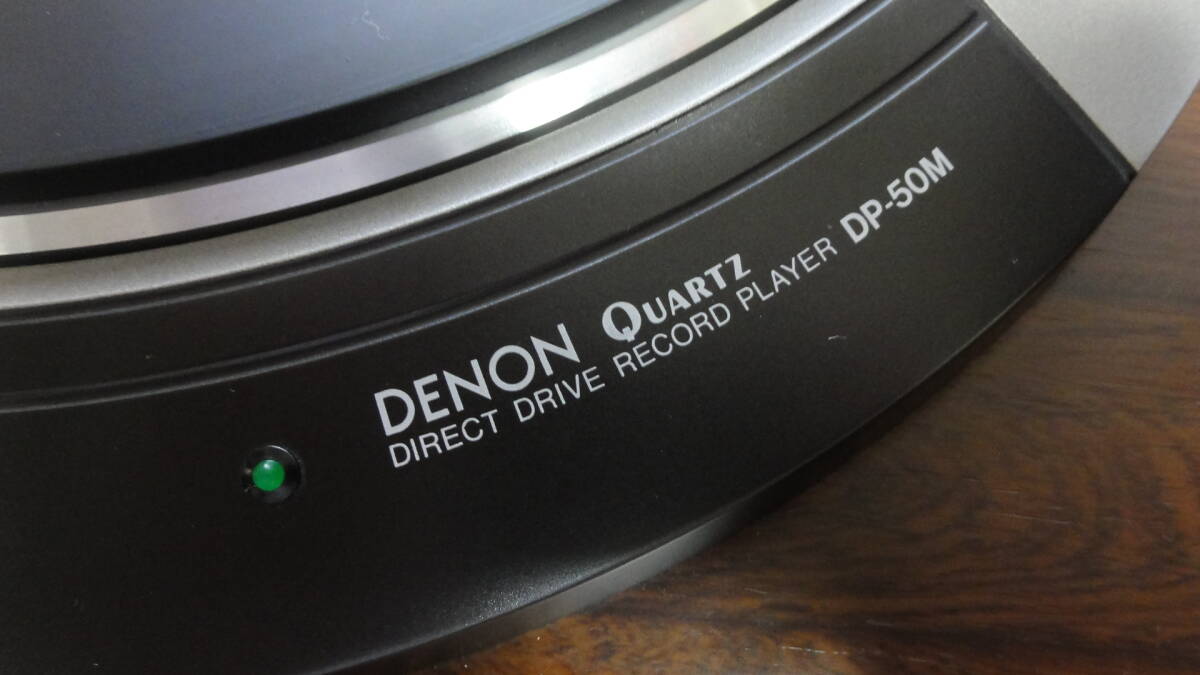 DENON QUARTZ
DIRECT DRIVE RECORD PLAYER DP-50M